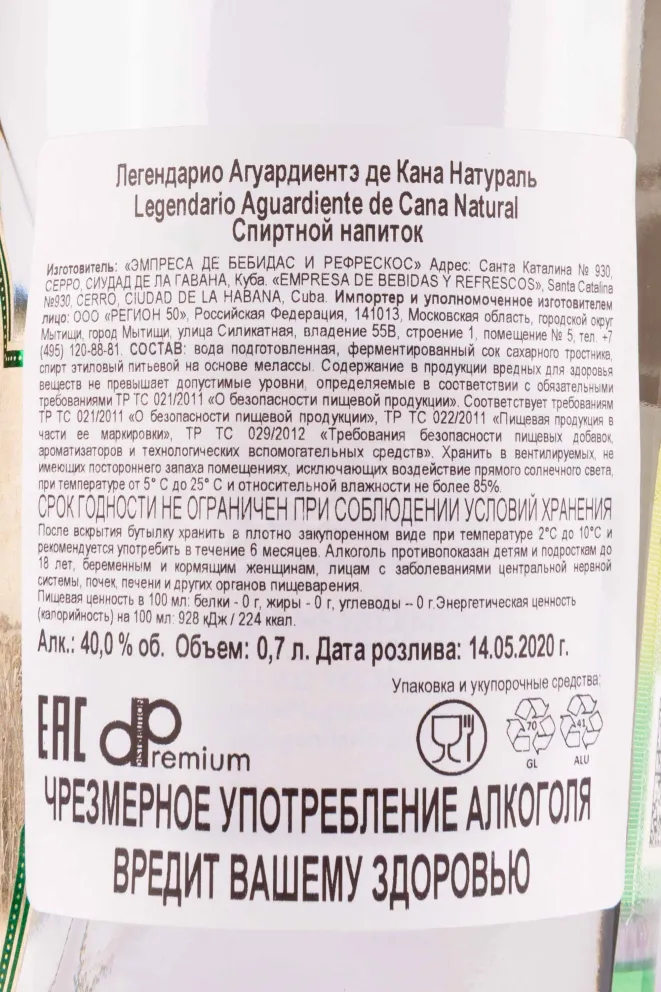 Легендарио Агуардиентэ де Кана Натураль
Legendario Aguardiente de Cana Natural
Спиртной напиток
Изготовитель: «ЭМПРЕСА ДЕ БЕБИДАС И РЕФРЕСКОС» Адрес: Санта Каталина № 930,
СЕРРО, СИУДАД ДЕ ЛА ГАВАНА, Куба. «EMPRESA DE BEBIDAS Y REFRESCOS», Santa Catalina
№930, CERRO, CIUDAD DE LA HABANA, Cuba. Импортер и уполномоченное изготовителем
лицо: ООО «РЕГИОН 50», Российская Федерация, 141013, Московская область, городской округ
Мытищи, город Мытищи, улица Силикатная, владение 55В, строение 1, помещение № 5, тел. +7
(495) 120-88-81. СОСТАВ: вода подготовленная, ферментированный сок сахарного тростника,
спирт этиловый питьевой на основе мелассы. Содержание в продукции вредных для здоровья
веществ не превышает допустимые уровни, определяемые в соответствии с обязательными
требованиями ТР ТС 021/2011 «О безопасности пищевой продукции». Соответствует требованиям
ТР ТС 021/2011 «О безопасности пищевой продукции», ТР ТС 022/2011 «Пищевая продукция в
части ее маркировки», ТР ТС 029/2012 «Требования безопасности пищевых добавок,
ароматизаторов и технологических вспомогательных средств». Хранить в вентилируемых, не
имеющих постороннего запаха помещениях, исключающих воздействие прямого солнечного света,
при температуре от 5° С до 25° С и относительной влажности не более 85%.
СРОК ГОДНОСТИ НЕ ОГРАНИЧЕН ПРИ СОБЛЮДЕНИИ УСЛОВИЙ ХРАНЕНИЯ
После вскрытия бутылку хранить в плотно закупоренном виде при температуре 2°С до 10°С и
рекомендуется употребить в течение 6 месяцев. Алкоголь противопоказан детям и подросткам до
18 лет, беременным и кормящим женщинам, лицам с заболеваниями центральной нервной
системы, почек, печени и других органов пищеварения.
Пищевая ценность в 100 мл: белки - 0 г, жиры - 0 г, углеводы -- 0 г.Энергетическая ценность
(калорийность) на 100 мл: 928 кДж / 224 ккал.
Алк.: 40,0 % об. Объем: 0,7 л. Дата розлива: 14.05.2020 г.
Упаковка и укупорочные средства:
EAC dp DISTRIBUTION Premium
70 41
GL ALU
ЧРЕЗМЕРНОЕ УПОТРЕБЛЕНИЕ АЛКОГОЛЯ
ВРЕДИТ ВАШЕМУ ЗДОРОВЬЮ